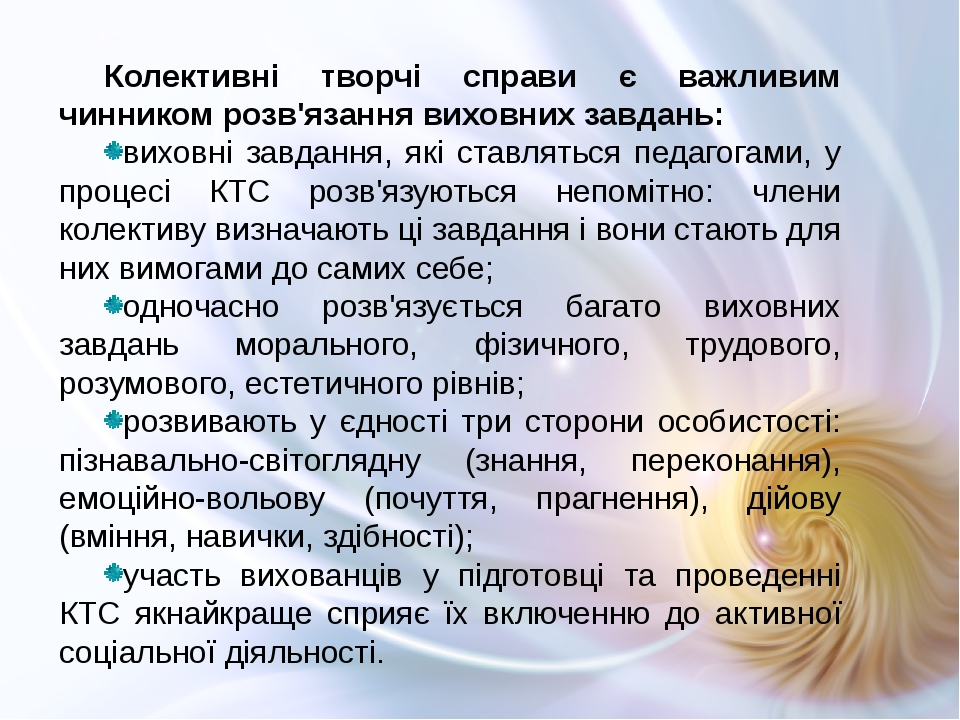 Колективні творчі справи є важливим
чинником розв'язання виховних завдань:
виховні завдання, які ставляться педагогами, у
процесі КТС розв'язуються непомітно: члени
колективу визначають ці завдання і вони стають для
них вимогами до самих себе;
одночасно розв'язується багато виховних
завдань морального, фізичного, трудового,
розумового, естетичного рівнів;
розвивають у єдності три сторони особистості:
пізнавально-світоглядну (знання, переконання),
емоційно-вольову (почуття, прагнення), дійову
(вміння, навички, здібності);
участь вихованців у підготовці та проведенні
КТС якнайкраще сприяє їх включенню до активної
соціальної діяльності.